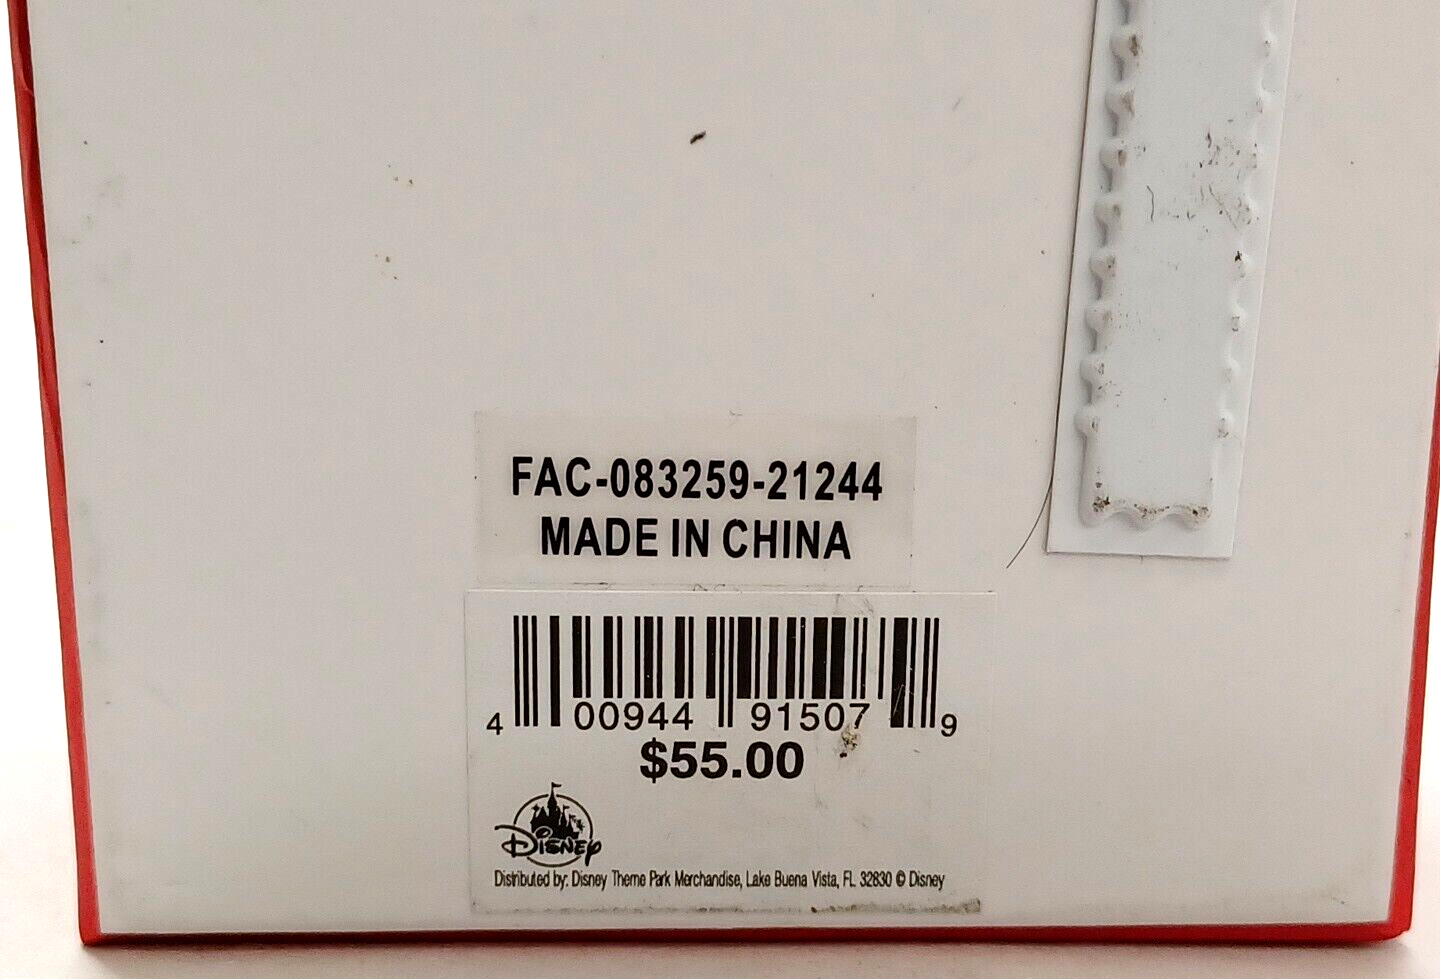 FAC-083259-21244
MADE IN CHINA
4 00944 91507 9
$55.00
Disney
Distributed by: Disney Theme Park Merchandise, Lake Buena Vista, FL 32830 © Disney